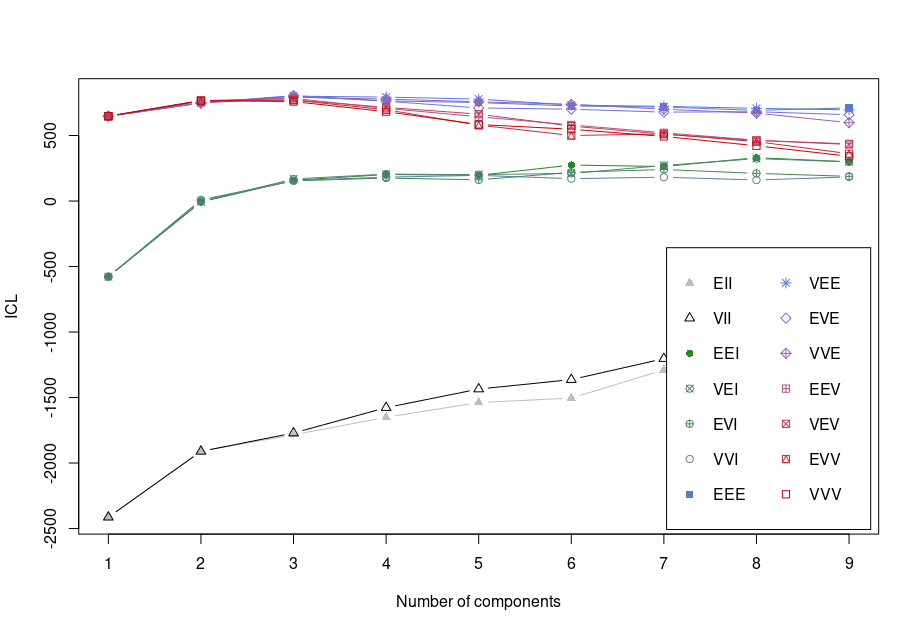 500
0
-500
-1000
-1500
-2000
-2500
ICL
1 2 3 4 5 6 7 8 9
Number of components
EII VEE
VII EVE
EEI VVE
VEI EEV
EVI VEV
VVI EVV
EEE VVV